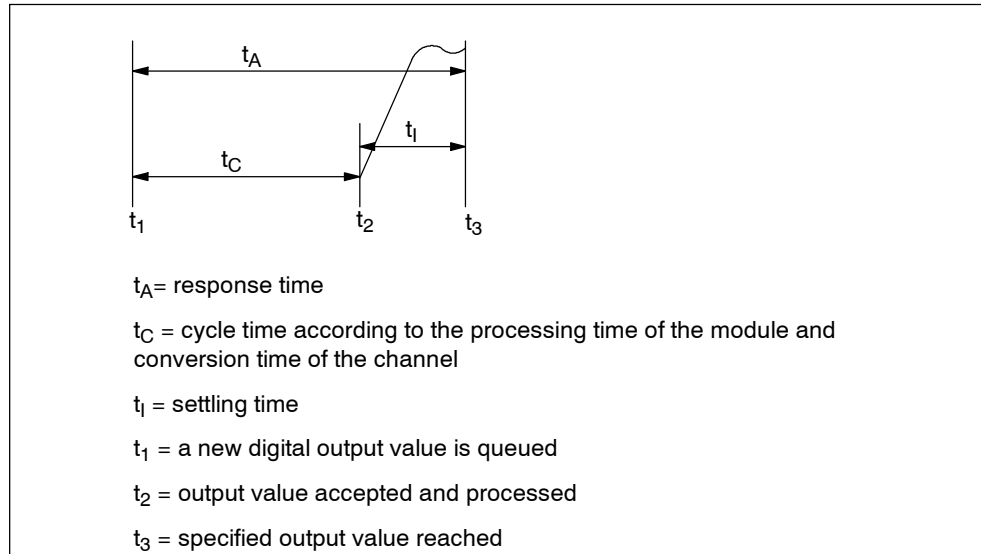 tA
tI
tC
t1 t2 t3
tA= response time
tC = cycle time according to the processing time of the module and
conversion time of the channel
tI = settling time
t1 = a new digital output value is queued
t2 = output value accepted and processed
t3 = specified output value reached